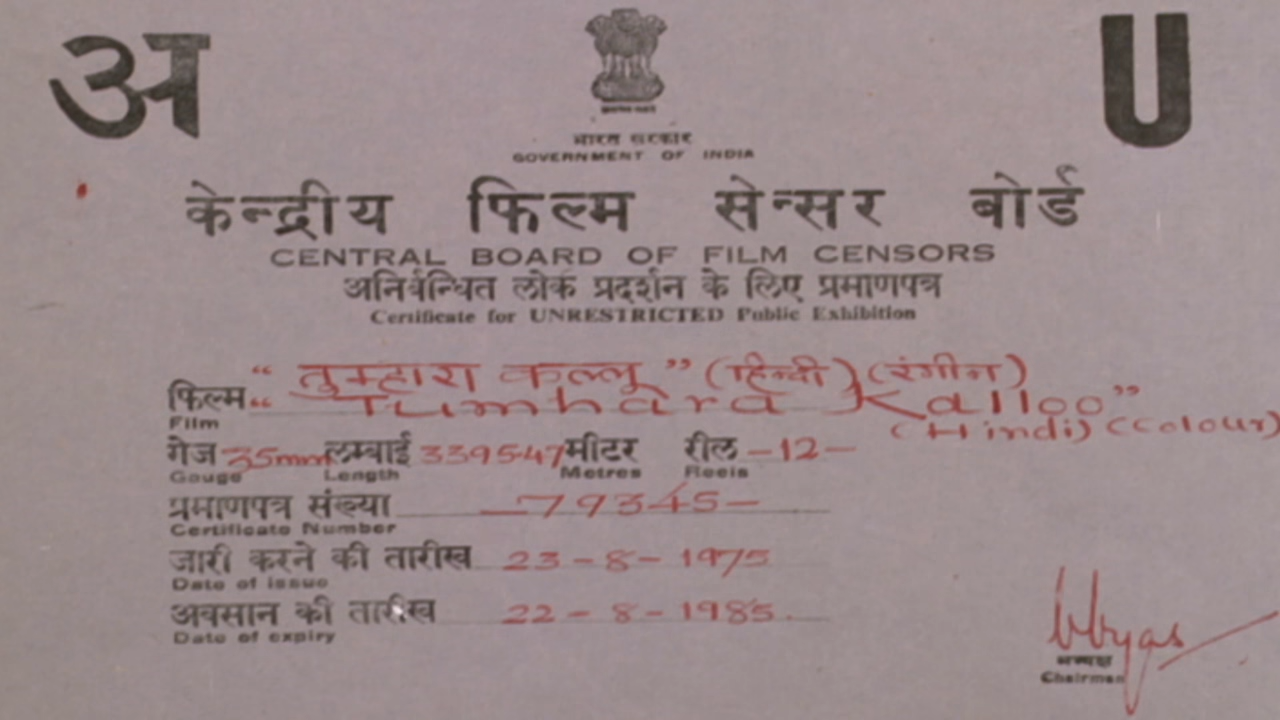 अ U
भारत सरकार
GOVERNMENT OF INDIA
केन्द्रीय फिल्म सेन्सर बोर्ड
CENTRAL BOARD OF FILM CENSORS
अनिर्बन्धित लोक प्रदर्शन के लिए प्रमाणपत्र
Certificate for UNRESTRICTED Public Exhibition
फिल्म “तुम्हारा कल्लू” (हिन्दी) (रंगीन)
Film “Tumhara Kalloo” (Hindi) (Colour)
गेज 35mm लम्बाई 3395.47 मीटर रील -12-
Gauge Length Metres Reels
प्रमाणपत्र संख्या -79345-
Certificate Number
जारी करने की तारीख 23-8-1975
Date of issue
अवसान की तारीख 22-8-1985.
Date of expiry
अध्यक्ष
Chairman